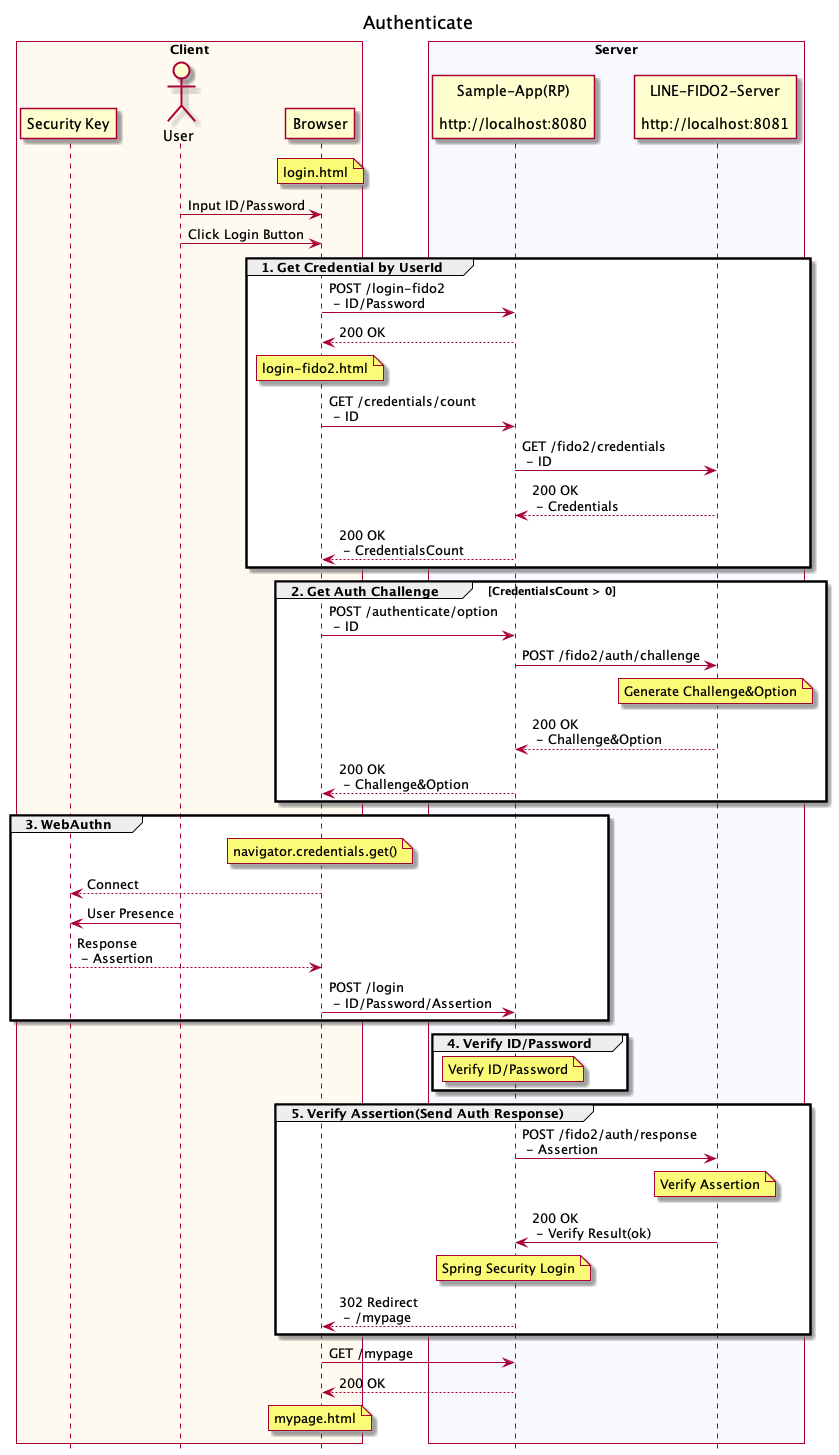 Authenticate
Client
Server
Security Key
User
Browser
Sample-App(RP)
http://localhost:8080
LINE-FIDO2-Server
http://localhost:8081
login.html
Input ID/Password
Click Login Button
1. Get Credential by UserId
POST /login-fido2
- ID/Password
200 OK
login-fido2.html
GET /credentials/count
- ID
GET /fido2/credentials
- ID
200 OK
- Credentials
200 OK
- CredentialsCount
2. Get Auth Challenge [CredentialsCount > 0]
POST /authenticate/option
- ID
POST /fido2/auth/challenge
Generate Challenge&Option
200 OK
- Challenge&Option
200 OK
- Challenge&Option
3. WebAuthn
navigator.credentials.get()
Connect
User Presence
Response
- Assertion
POST /login
- ID/Password/Assertion
4. Verify ID/Password
Verify ID/Password
5. Verify Assertion(Send Auth Response)
POST /fido2/auth/response
- Assertion
Verify Assertion
200 OK
- Verify Result(ok)
Spring Security Login
302 Redirect
- /mypage
GET /mypage
200 OK
mypage.html